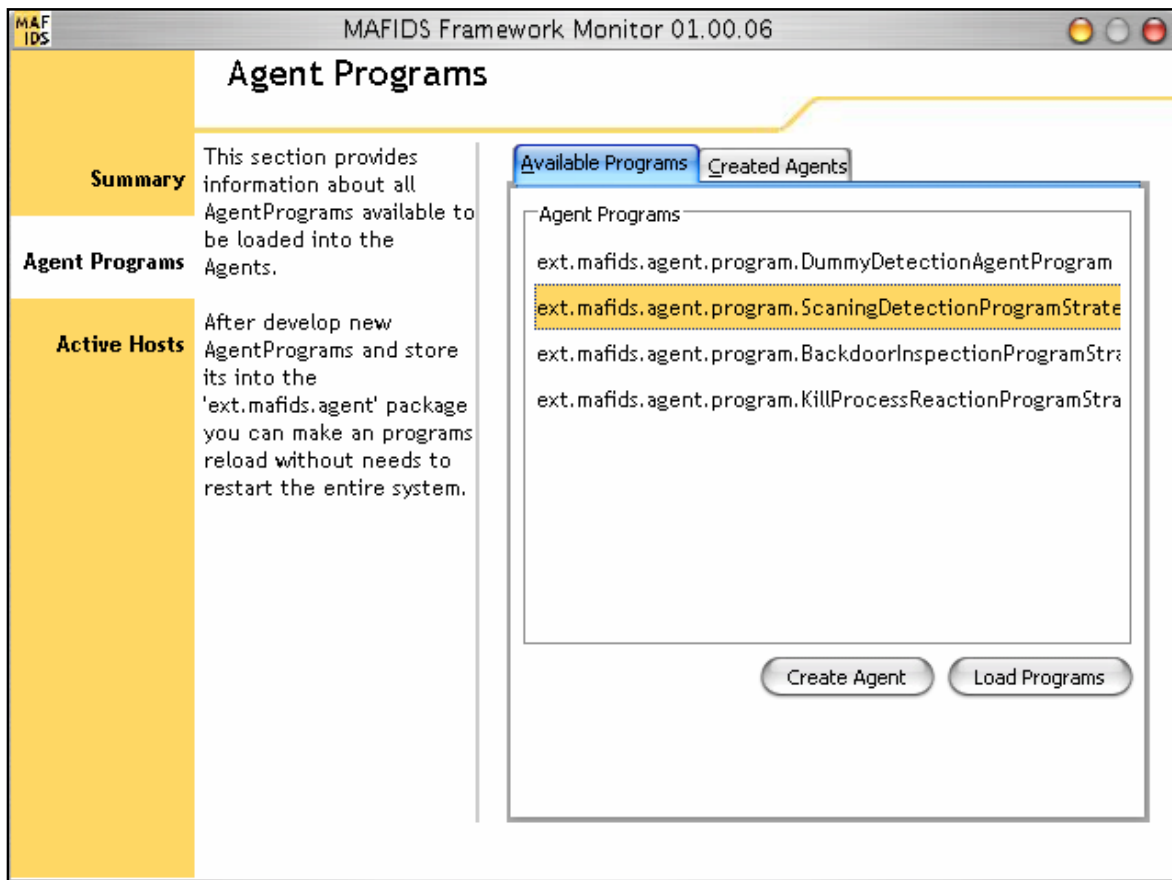 MAF
IDS
MAFIDS Framework Monitor 01.00.06
Agent Programs
Summary
Agent Programs
Active Hosts
This section provides
information about all
AgentPrograms available to
be loaded into the
Agents.
After develop new
AgentPrograms and store
its into the
'ext.mafids.agent' package
you can make an programs
reload without needs to
restart the entire system.
Available Programs
Created Agents
Agent Programs
ext.mafids.agent.program.DummyDetectionAgentProgram
ext.mafids.agent.program.ScaningDetectionProgramStrate
ext.mafids.agent.program.BackdoorInspectionProgramStra
ext.mafids.agent.program.KillProcessReactionProgramStra
Create Agent
Load Programs